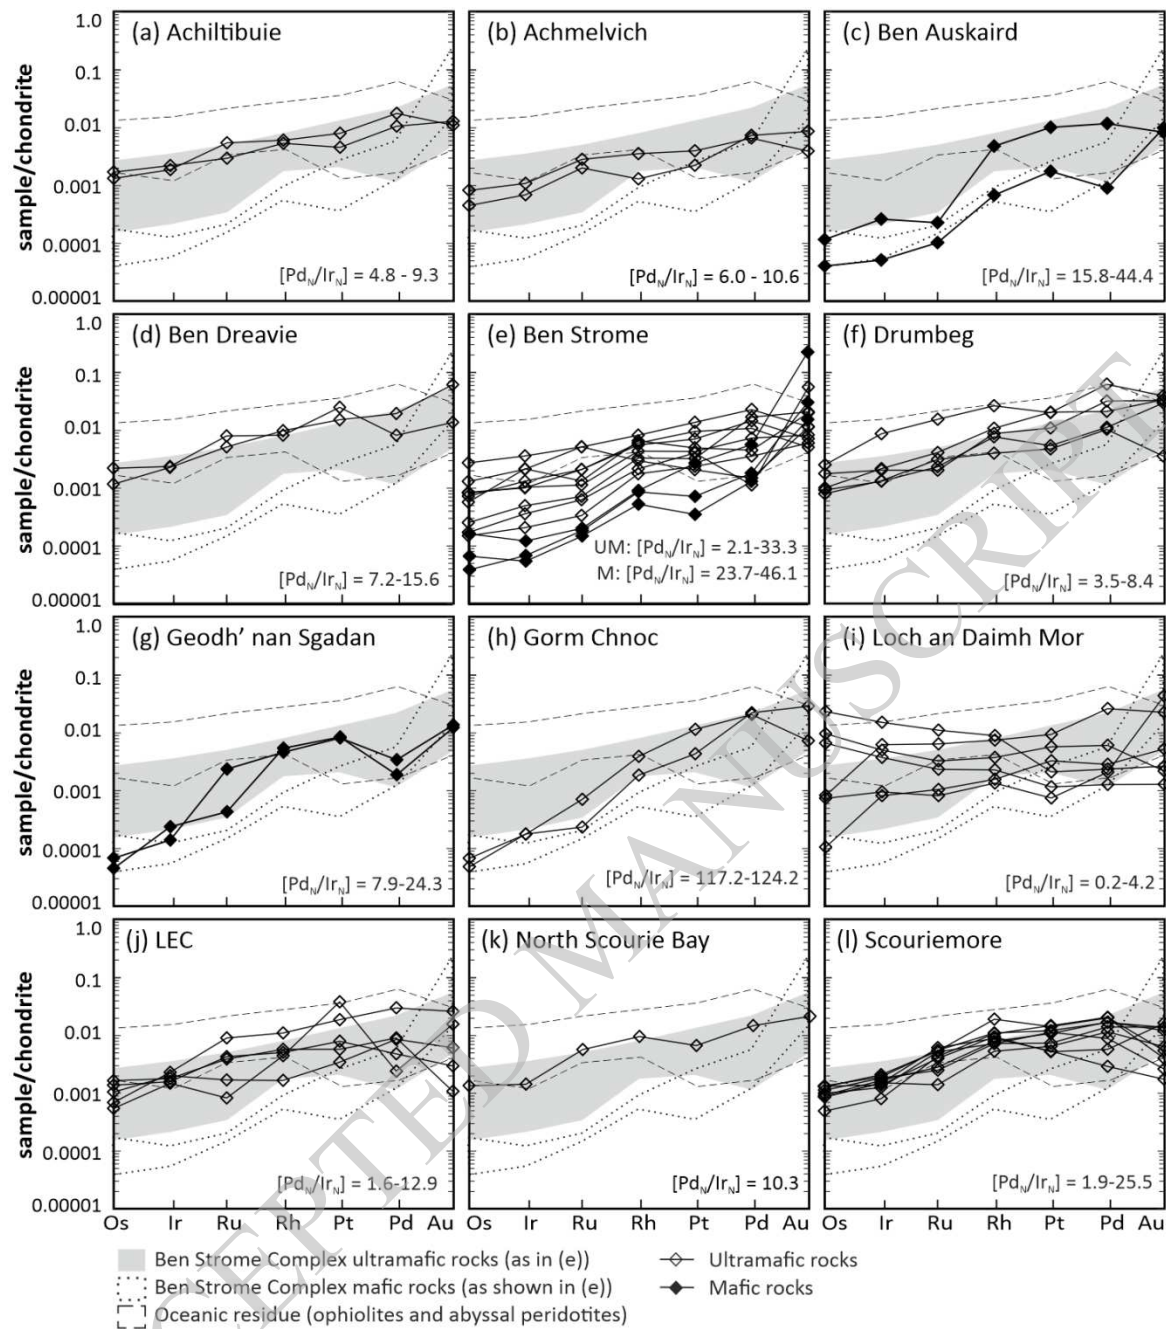 (a) Achiltibuie
(b) Achmelvich
(c) Ben Auskaird
1.0
0.1
0.01
0.001
0.0001
0.00001
sample/chondrite
[PdN/IrN] = 4.8 - 9.3
[PdN/IrN] = 6.0 - 10.6
[PdN/IrN] = 15.8-44.4
(d) Ben Dreavie
(e) Ben Strome
(f) Drumbeg
1.0
0.1
0.01
0.001
0.0001
0.00001
sample/chondrite
[PdN/IrN] = 7.2-15.6
UM: [PdN/IrN] = 2.1-33.3
M: [PdN/IrN] = 23.7-46.1
[PdN/IrN] = 3.5-8.4
(g) Geodh’ nan Sgadan
(h) Gorm Chnoc
(i) Loch an Daimh Mor
1.0
0.1
0.01
0.001
0.0001
0.00001
sample/chondrite
[PdN/IrN] = 7.9-24.3
[PdN/IrN] = 117.2-124.2
[PdN/IrN] = 0.2-4.2
(j) LEC
(k) North Scourie Bay
(l) Scouriemore
1.0
0.1
0.01
0.001
0.0001
0.00001
sample/chondrite
[PdN/IrN] = 1.6-12.9
[PdN/IrN] = 10.3
[PdN/IrN] = 1.9-25.5
Os Ir Ru Rh Pt Pd Au
Os Ir Ru Rh Pt Pd Au
Os Ir Ru Rh Pt Pd Au
Ben Strome Complex ultramafic rocks (as in (e))
Ben Strome Complex mafic rocks (as shown in (e))
Oceanic residue (ophiolites and abyssal peridotites)
Ultramafic rocks
Mafic rocks
CEPTED MANUSCRIPT